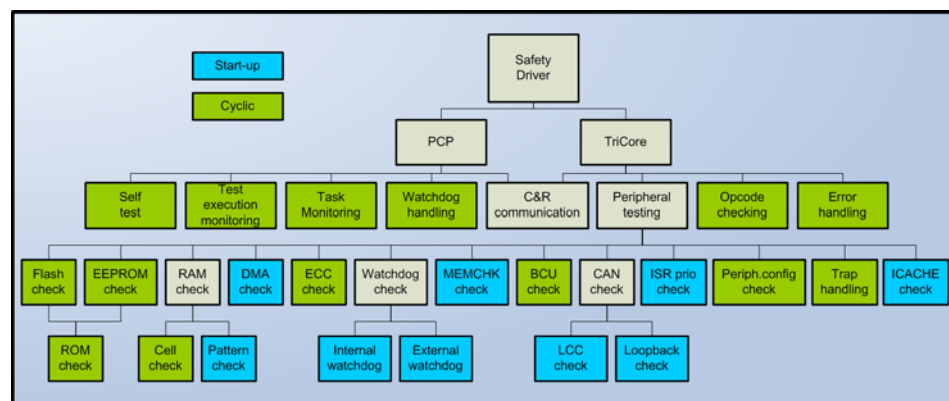 Safety
Driver
Start-up
Cyclic
PCP
TriCore
Self
test
Test
execution
monitoring
Task
Monitoring
Watchdog
handling
C&R
communication
Peripheral
testing
Opcode
checking
Error
handling
Flash
check
EEPROM
check
RAM
check
DMA
check
ECC
check
Watchdog
check
MEMCHK
check
BCU
check
CAN
check
ISR prio
check
Periph.config
check
Trap
handling
ICACHE
check
ROM
check
Cell
check
Pattern
check
Internal
watchdog
External
watchdog
LCC
check
Loopback
check